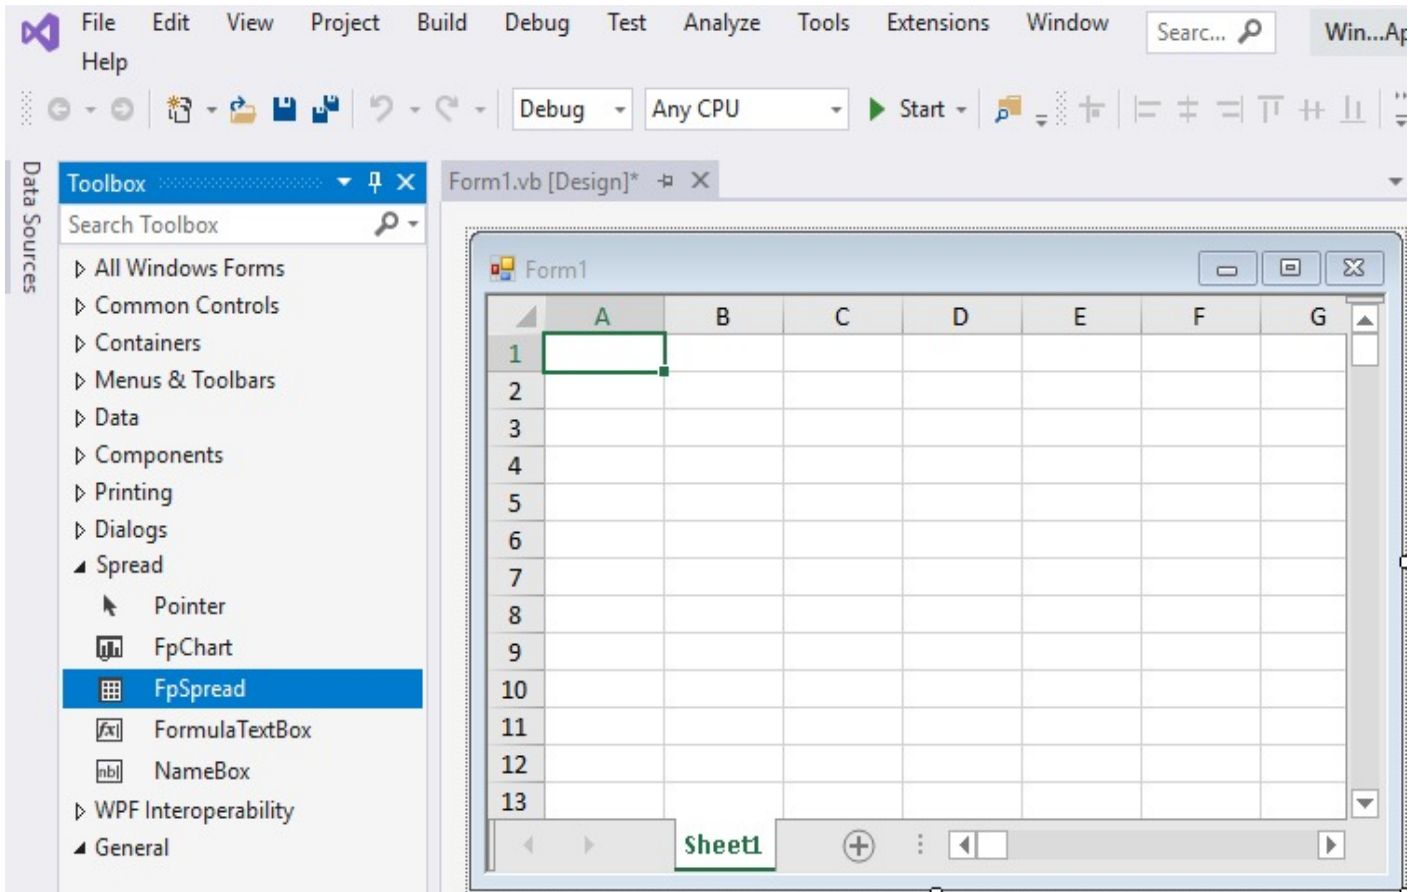 File Edit View Project Build Debug Test Analyze Tools Extensions Window Searc... Win...Ap
Help
Debug Any CPU Start
Data Sources
Toolbox
Search Toolbox
All Windows Forms
Common Controls
Containers
Menus & Toolbars
Data
Components
Printing
Dialogs
Spread
Pointer
FpChart
FpSpread
FormulaTextBox
NameBox
WPF Interoperability
General
Form1.vb [Design]*
Form1
A B C D E F G
1
2
3
4
5
6
7
8
9
10
11
12
13
Sheet1